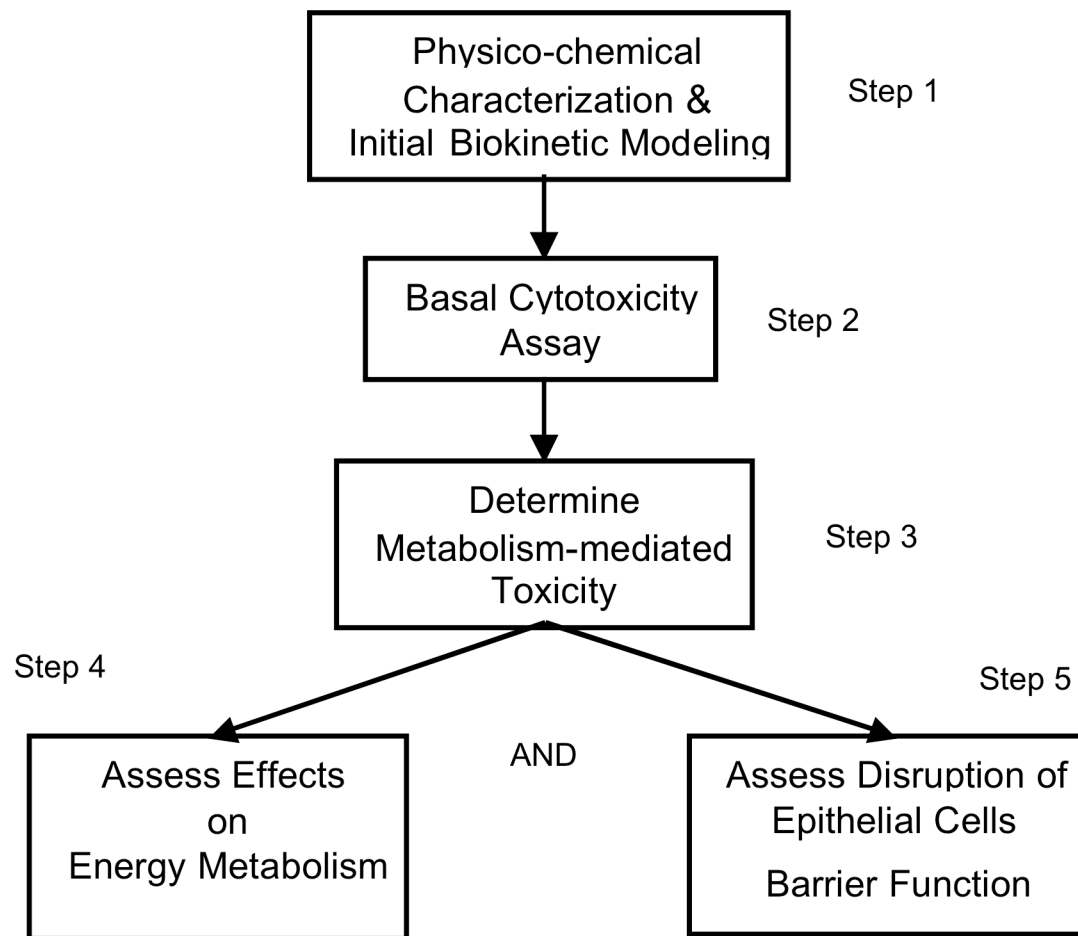 Physico-chemical
Characterization &
Initial Biokinetic Modeling
Step 1
Basal Cytotoxicity
Assay
Step 2
Determine
Metabolism-mediated
Toxicity
Step 3
Step 4
Step 5
Assess Effects
on
Energy Metabolism
AND
Assess Disruption of
Epithelial Cells
Barrier Function